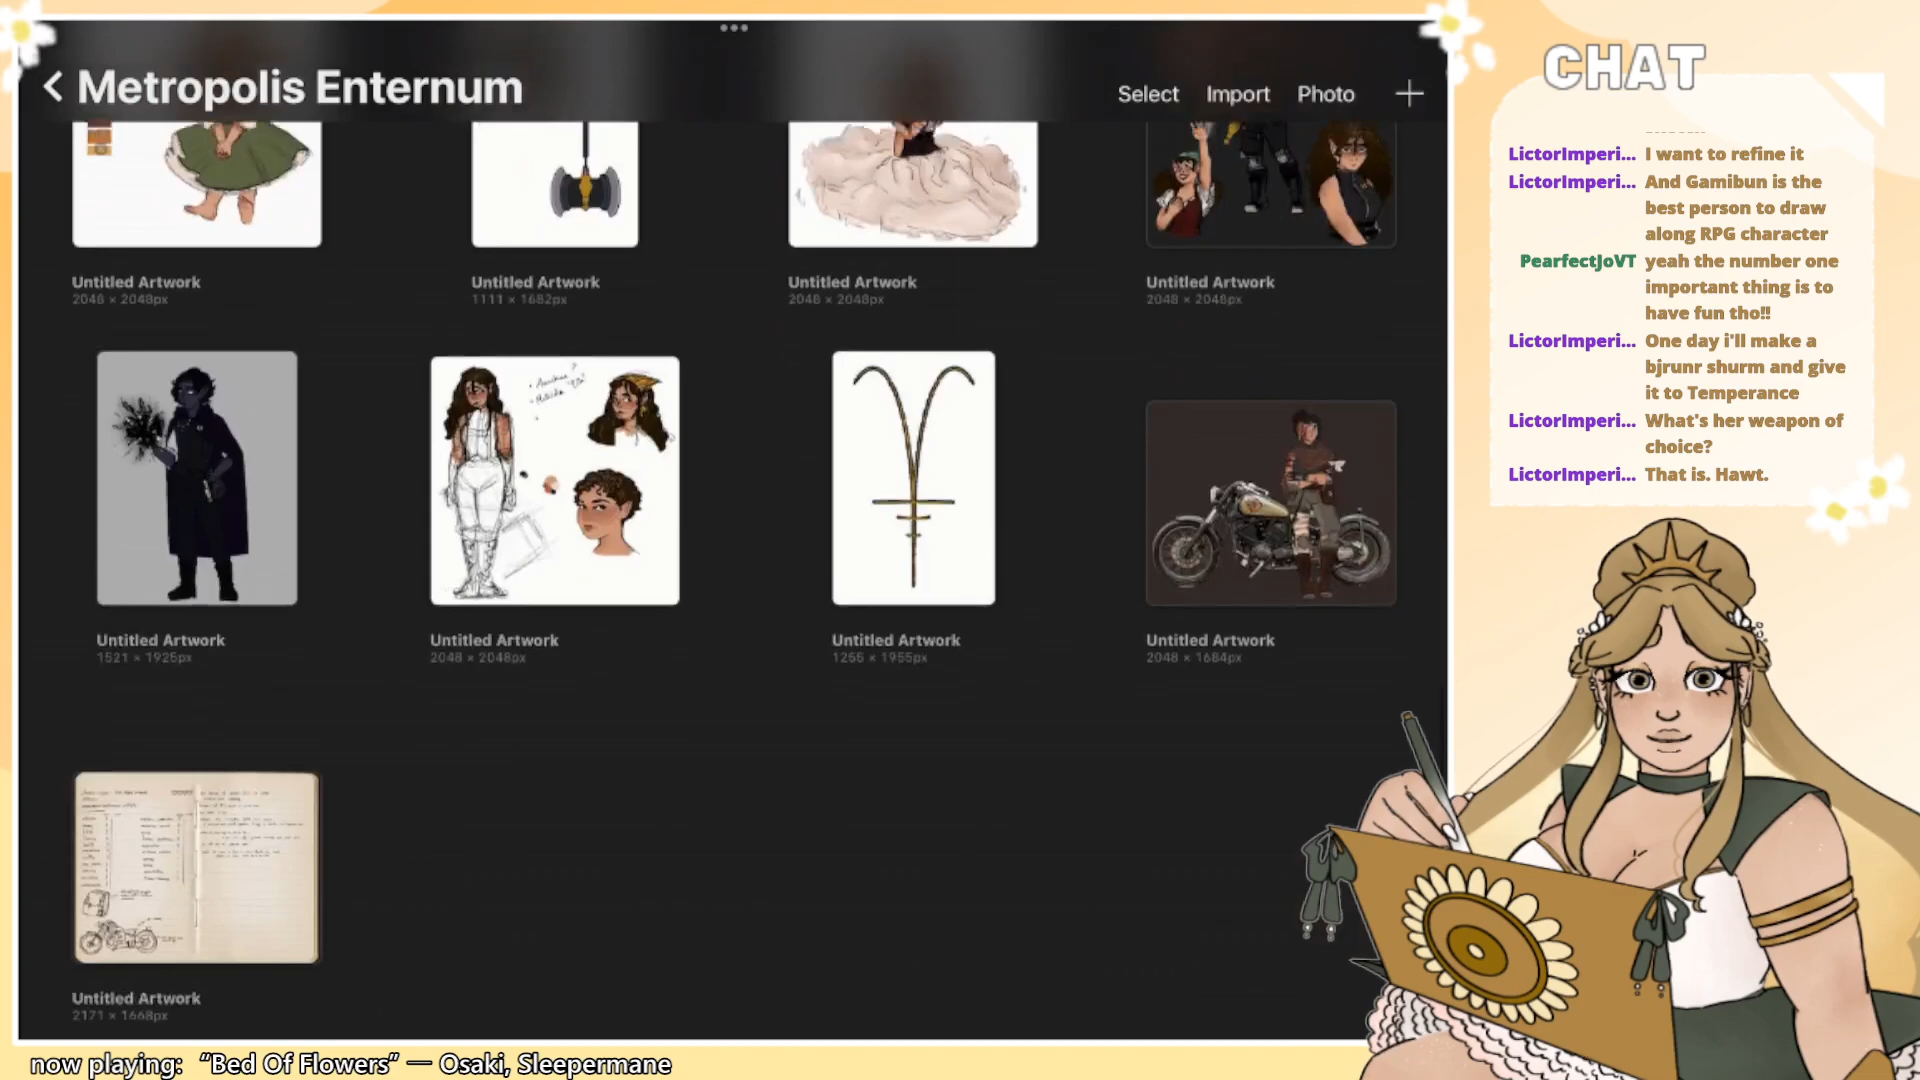 Metropolis Enternum
Select Import Photo
Untitled Artwork
2048 × 2048px
Untitled Artwork
1111 × 1682px
Untitled Artwork
2048 × 2048px
Untitled Artwork
2048 × 2048px
Untitled Artwork
1521 × 1925px
Untitled Artwork
2048 × 2048px
Untitled Artwork
1255 × 1955px
Untitled Artwork
2048 × 1684px
Untitled Artwork
2171 × 1668px
CHAT
LictorImperi... I want to refine it
LictorImperi... And Gamibun is the
best person to draw
along RPG character
PearfectJoVT yeah the number one
important thing is to
have fun tho!!
LictorImperi... One day i'll make a
bjrunr shurm and give
it to Temperance
LictorImperi... What's her weapon of
choice?
LictorImperi... That is. Hawt.
now playing: “Bed Of Flowers” — Osaki, Sleepermane